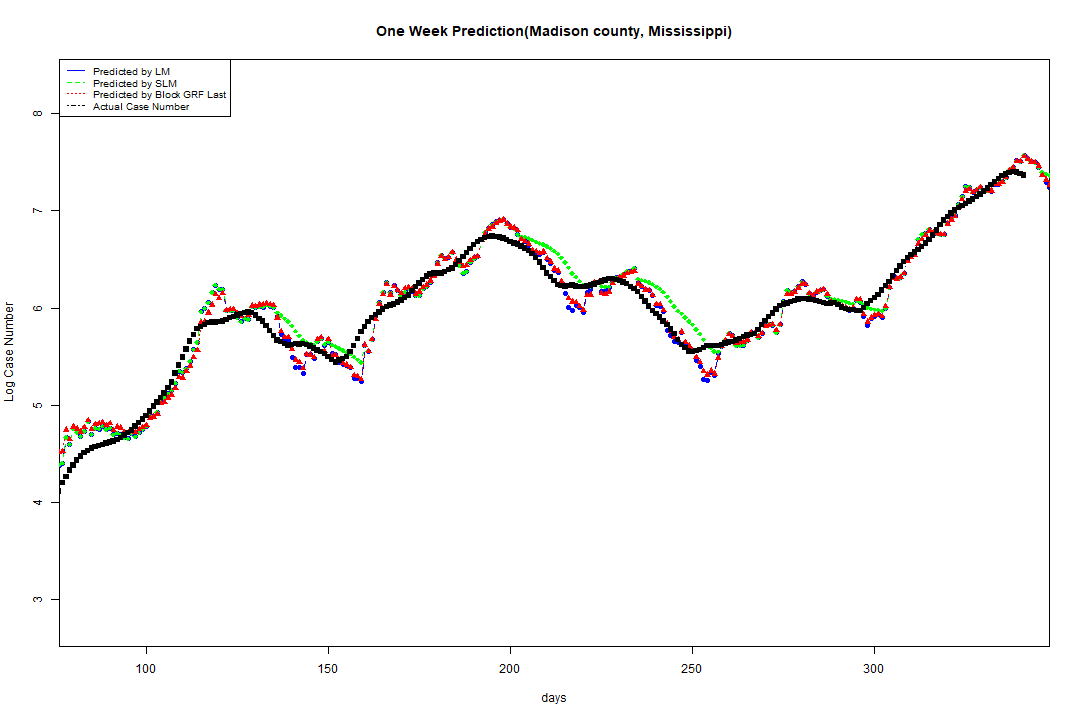 One Week Prediction(Madison county, Mississippi)
Predicted by LM
Predicted by SLM
Predicted by Block GRF Last
Actual Case Number
8
7
6
5
4
3
Log Case Number
100 150 200 250 300
days